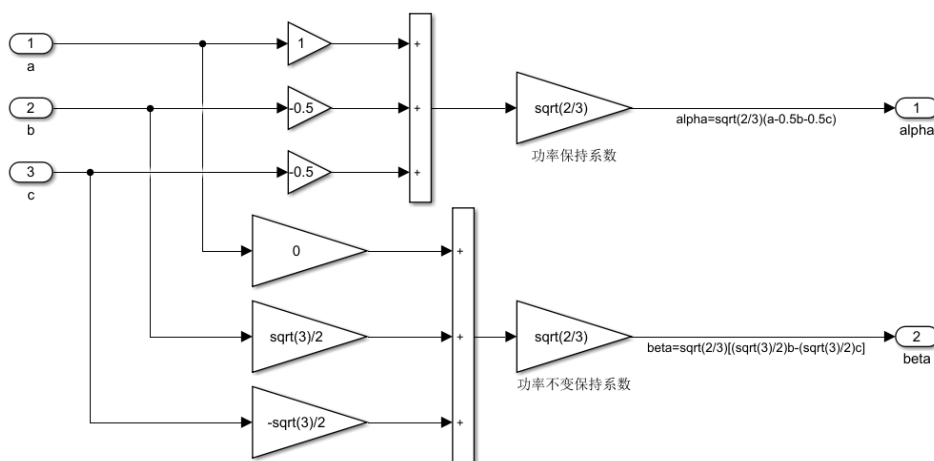 1
a
2
b
3
c
1
-0.5
-0.5
+
+
+
sqrt(2/3)
功率保持系数
alpha=sqrt(2/3)(a-0.5b-0.5c)
1
alpha
0
sqrt(3)/2
-sqrt(3)/2
+
+
+
sqrt(2/3)
功率不变保持系数
beta=sqrt(2/3)[(sqrt(3)/2)b-(sqrt(3)/2)c]
2
beta